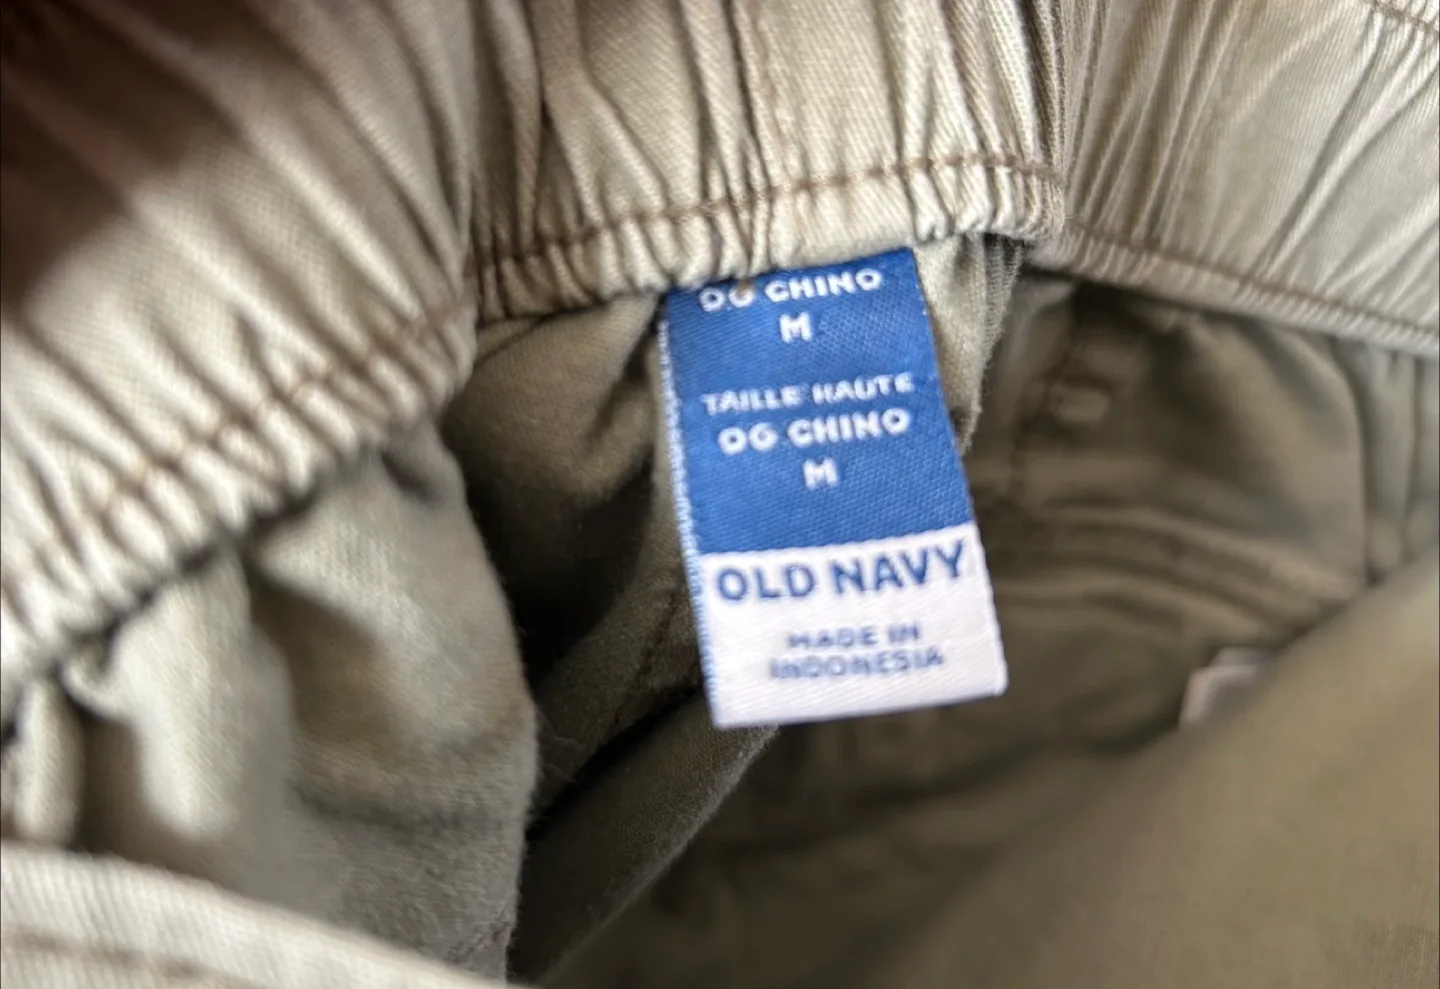 OG CHINO
M
TAILLE HAUTE
OG CHINO
M
OLD NAVY
MADE IN
INDONESIA